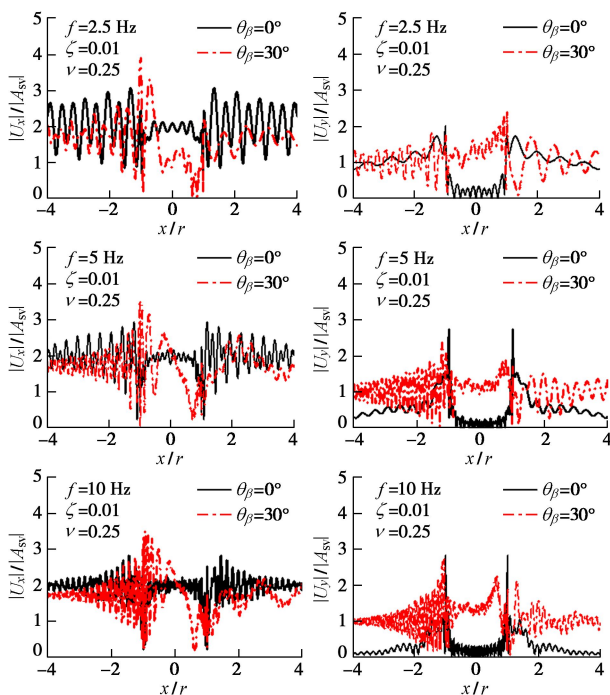 f=2.5 Hz
ζ=0.01
ν=0.25
θβ=0°
θβ=30°
|Ux|/|Asv|
5
4
3
2
1
0
−4 −2 0 2 4
x/r
f=2.5 Hz
ζ=0.01
ν=0.25
θβ=0°
θβ=30°
|Uy|/|Asv|
5
4
3
2
1
0
−4 −2 0 2 4
x/r
f=5 Hz
ζ=0.01
ν=0.25
θβ=0°
θβ=30°
|Ux|/|Asv|
5
4
3
2
1
0
−4 −2 0 2 4
x/r
f=5 Hz
ζ=0.01
ν=0.25
θβ=0°
θβ=30°
|Uy|/|Asv|
5
4
3
2
1
0
−4 −2 0 2 4
x/r
f=10 Hz
ζ=0.01
ν=0.25
θβ=0°
θβ=30°
|Ux|/|Asv|
5
4
3
2
1
0
−4 −2 0 2 4
x/r
f=10 Hz
ζ=0.01
ν=0.25
θβ=0°
θβ=30°
|Uy|/|Asv|
5
4
3
2
1
0
−4 −2 0 2 4
x/r